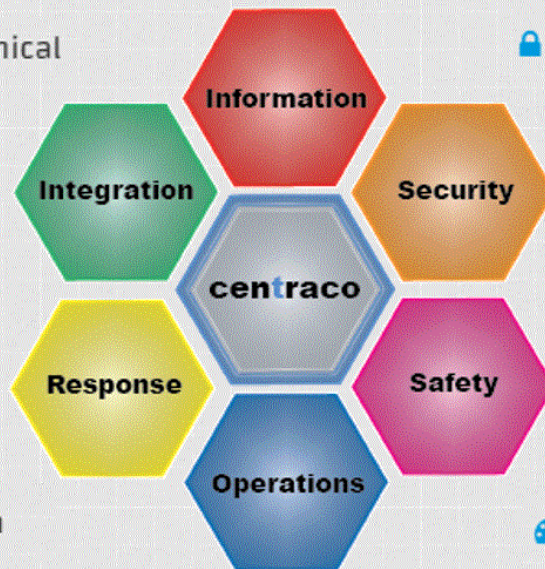 nical
Information
Integration
Security
centraco
Response
Safety
Operations